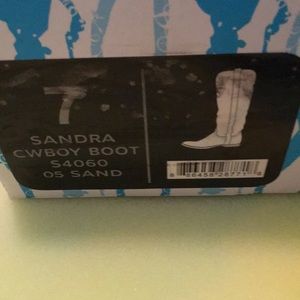 7
SANDRA
CWBOY BOOT
S4060
05 SAND